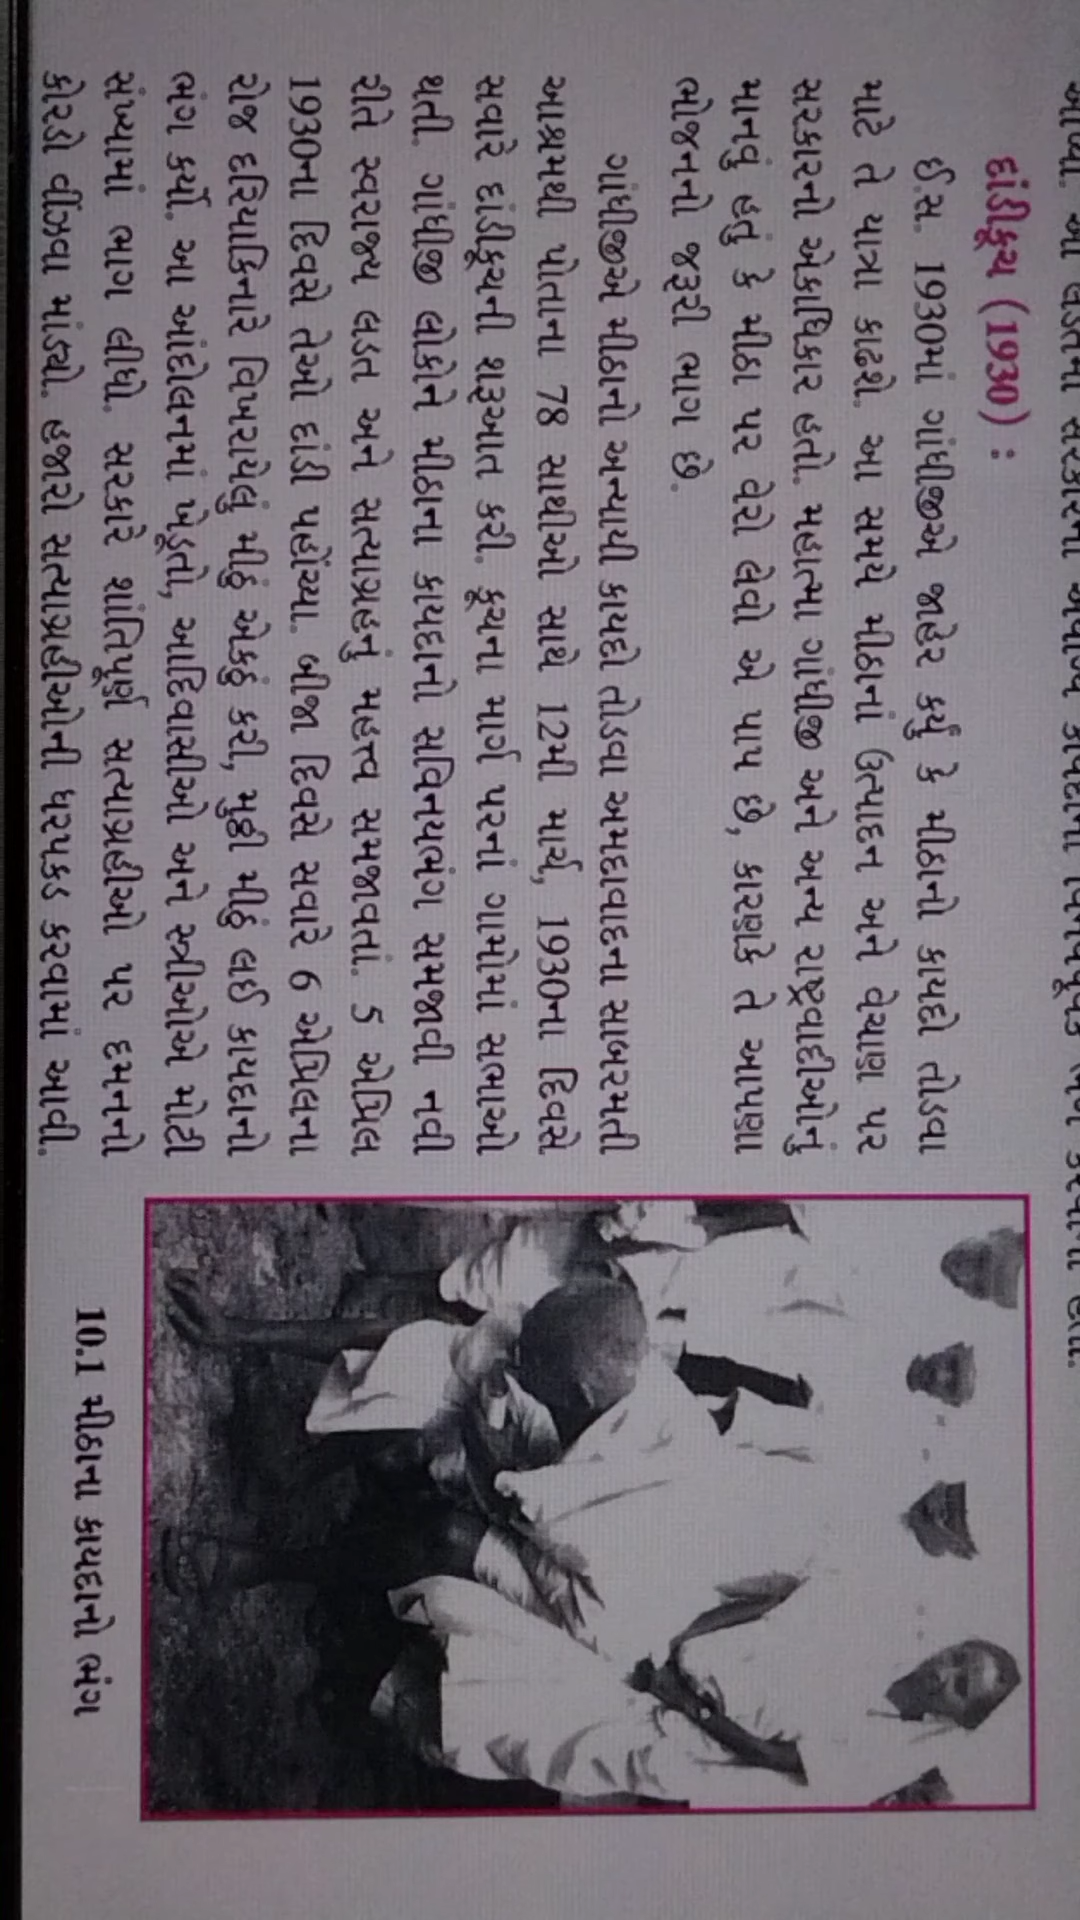 દાંડીકૂચ (1930) :
ઈ.સ. 1930માં ગાંધીજીએ જાહેર કર્યું કે મીઠાનો કાયદો તોડવા
માટે તે યાત્રા કાઢશે. આ સમયે મીઠાનાં ઉત્પાદન અને વેચાણ પર
સરકારનો એકાધિકાર હતો. મહાત્મા ગાંધીજી અને અન્ય રાષ્ટ્રવાદીઓનું
માનવું હતું કે મીઠા પર વેરો લેવો એ પાપ છે, કારણકે તે આપણા
ભોજનનો જરૂરી ભાગ છે.
ગાંધીજીએ મીઠાનો અન્યાયી કાયદો તોડવા અમદાવાદના સાબરમતી
આશ્રમથી પોતાના 78 સાથીઓ સાથે 12મી માર્ચ, 1930ના દિવસે
સવારે દાંડીકૂચની શરૂઆત કરી. કૂચના માર્ગ પરનાં ગામોમાં સભાઓ
થતી. ગાંધીજી લોકોને મીઠાના કાયદાનો સવિનયભંગ સમજાવી નવી
રીતે સ્વરાજ્ય લડત અને સત્યાગ્રહનું મહત્ત્વ સમજાવતાં. 5 એપ્રિલ
1930ના દિવસે તેઓ દાંડી પહોંચ્યા. બીજા દિવસે સવારે 6 એપ્રિલના
રોજ દરિયાકિનારે વિખરાયેલું મીઠું એકઠું કરી, મુઠ્ઠી મીઠું લઈ કાયદાનો
ભંગ કર્યો. આ આંદોલનમાં ખેડૂતો, આદિવાસીઓ અને સ્ત્રીઓએ મોટી
સંખ્યામાં ભાગ લીધો. સરકારે શાંતિપૂર્ણ સત્યાગ્રહીઓ પર દમનનો
કોરડો વીંઝવા માંડ્યો. હજારો સત્યાગ્રહીઓની ધરપકડ કરવામાં આવી.
10.1 મીઠાના કાયદાનો ભંગ